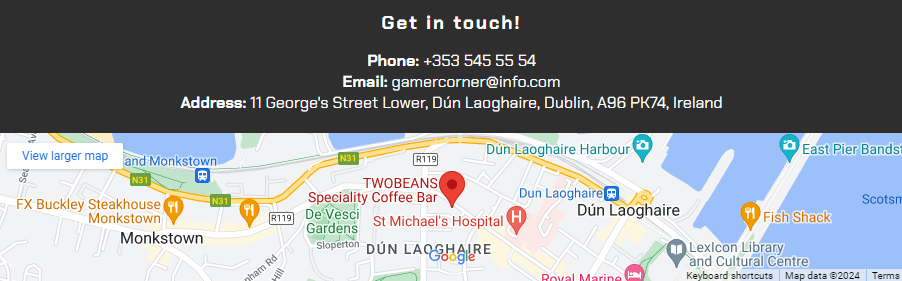 Get in touch!
Phone: +353 545 55 54
Email: gamercorner@info.com
Address: 11 George's Street Lower, Dún Laoghaire, Dublin, A96 PK74, Ireland
View larger map
and Monkstown
N31
R119
Dún Laoghaire Harbour
East Pier Bandst
N31
TWOBEANS
Speciality Coffee Bar
Dun Laoghaire
Scotsm
FX Buckley Steakhouse
Monkstown
N31
R119
De Vesci
Gardens
St Michael's Hospital
H
Dún Laoghaire
Fish Shack
Monkstown
Sloperton
DÚN LAOGHAIRE
Google
LexIcon Library
and Cultural Centre
Hill
Royal Marine
Keyboard shortcuts
Map data ©2024
Terms